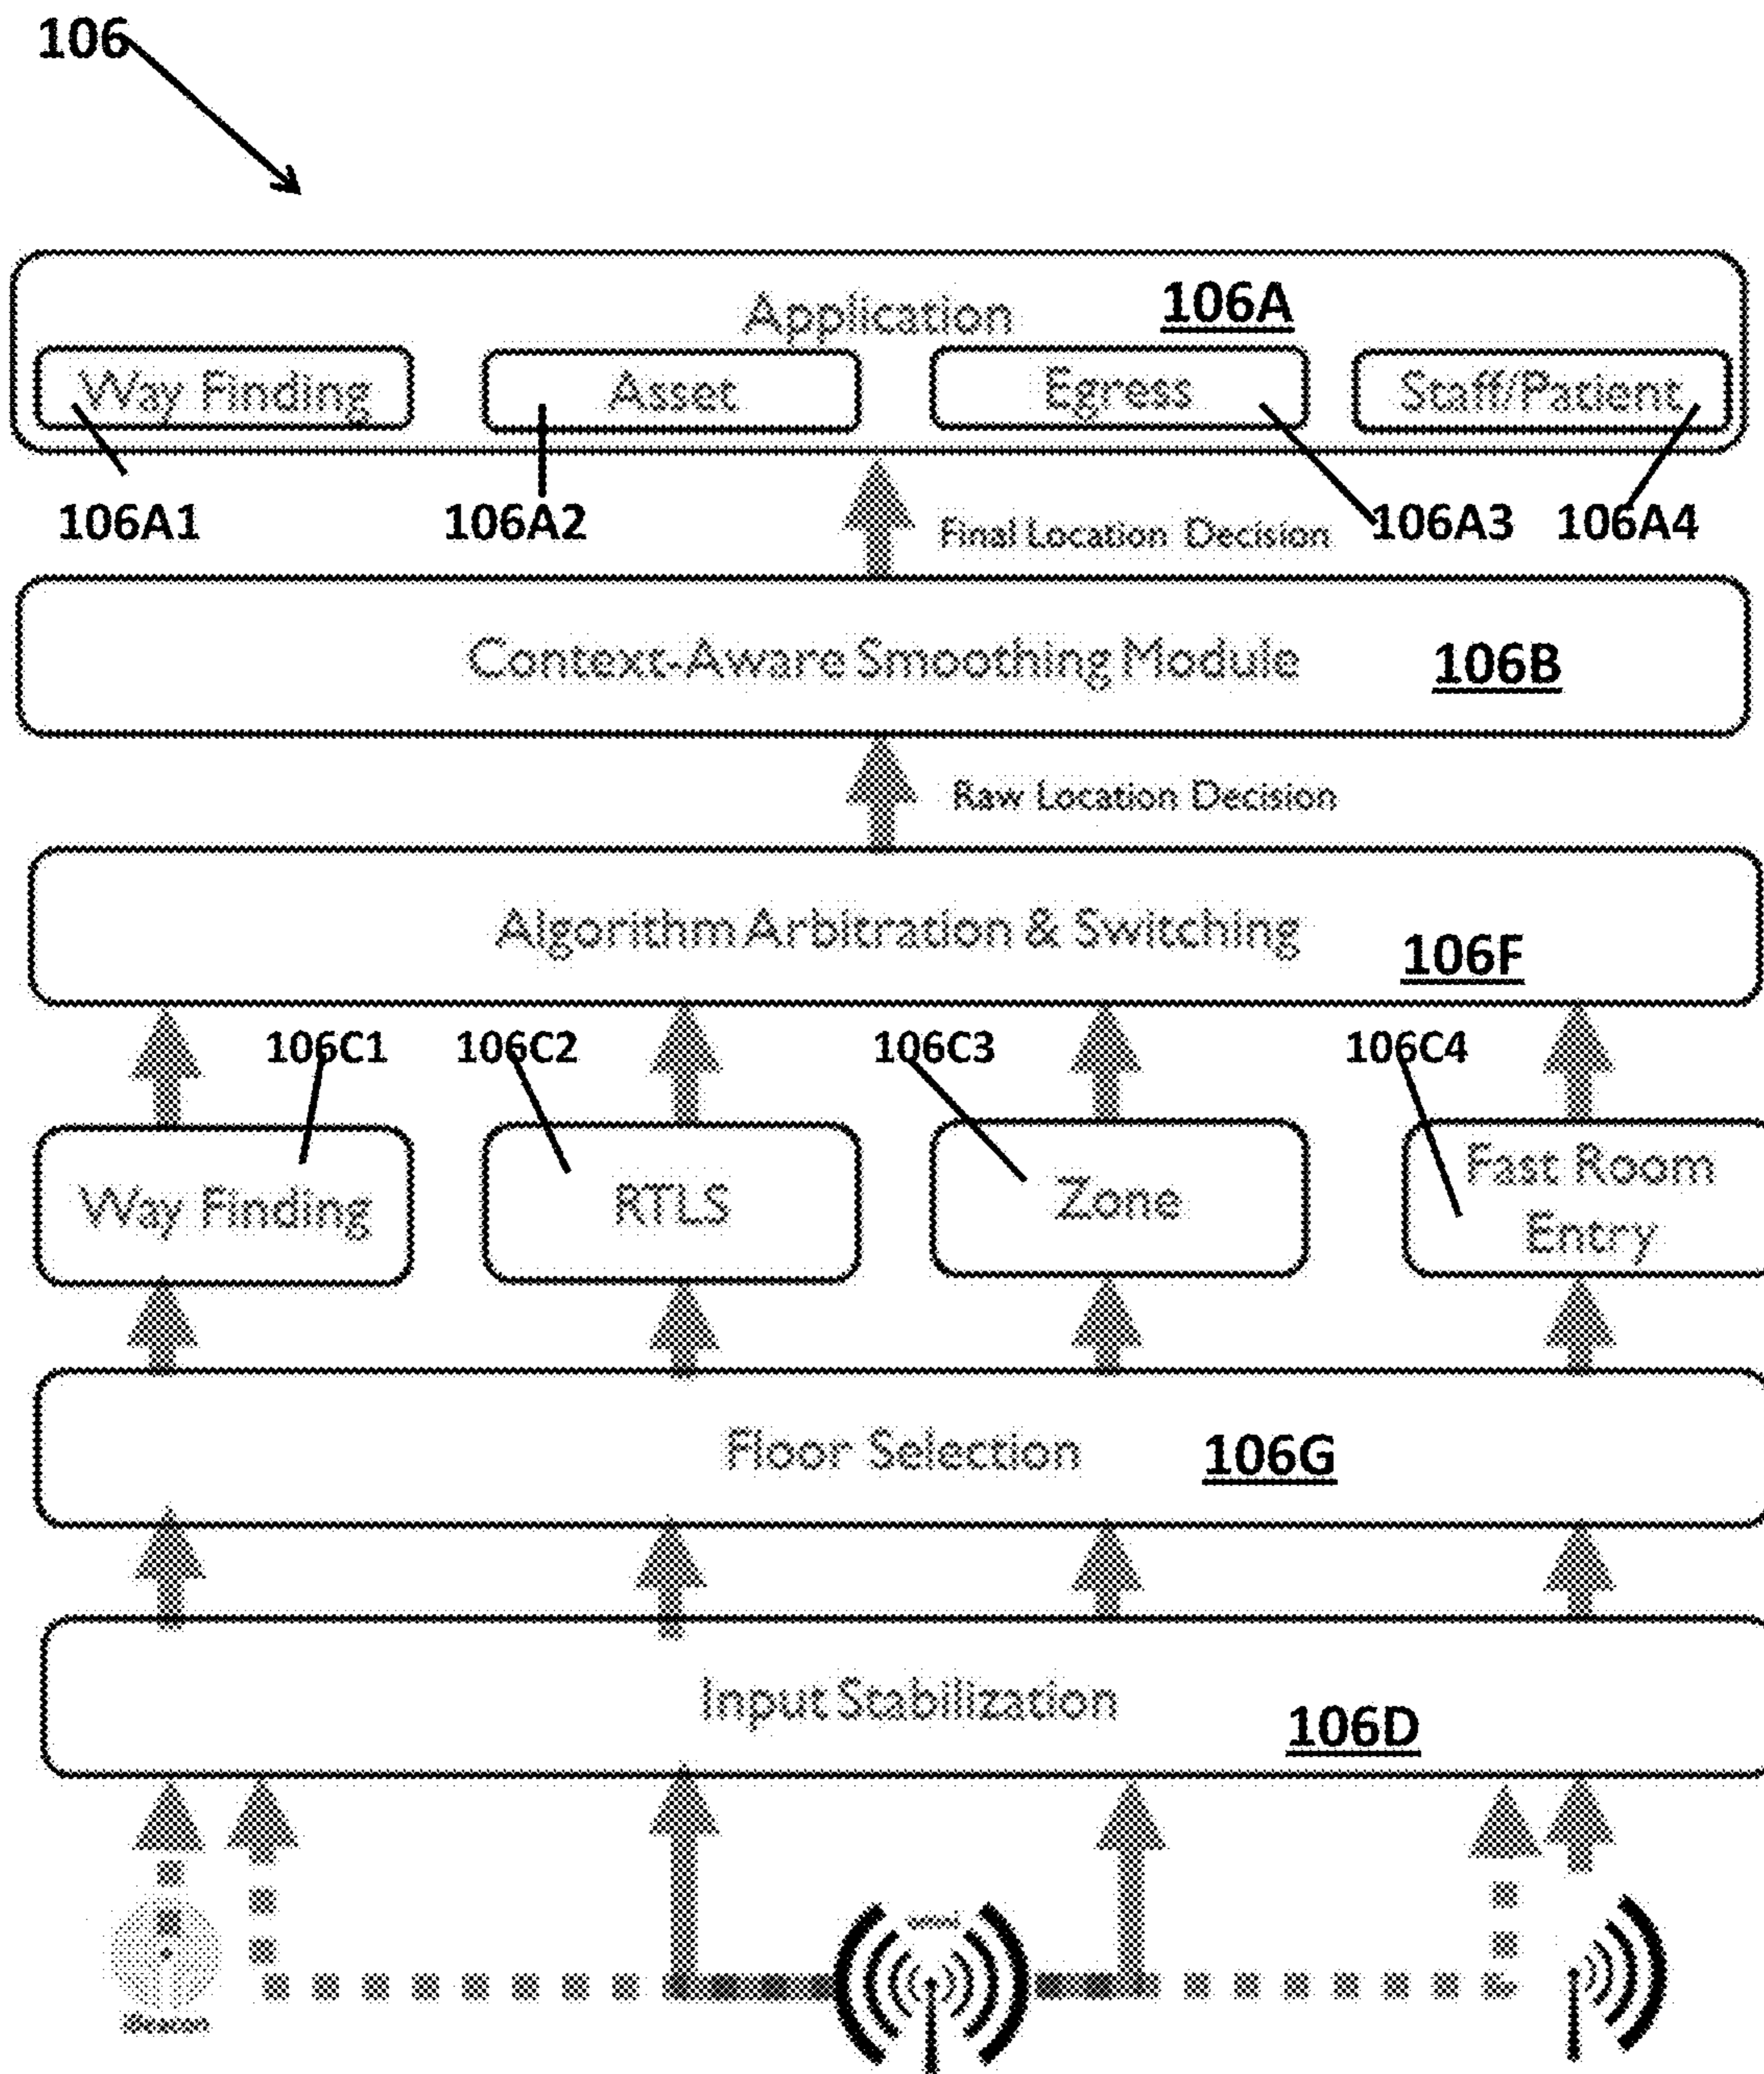 106
Application 106A
Way Finding Asset Egress Staff/Patient
106A1 106A2 Final Location Decision 106A3 106A4
Context-Aware Smoothing Module 106B
Raw Location Decision
Algorithm Arbitration & Switching 106F
106C1 106C2 106C3 106C4
Way Finding RTLS Zone Fast Room
Entry
Floor Selection 106G
Input Stabilization 106D